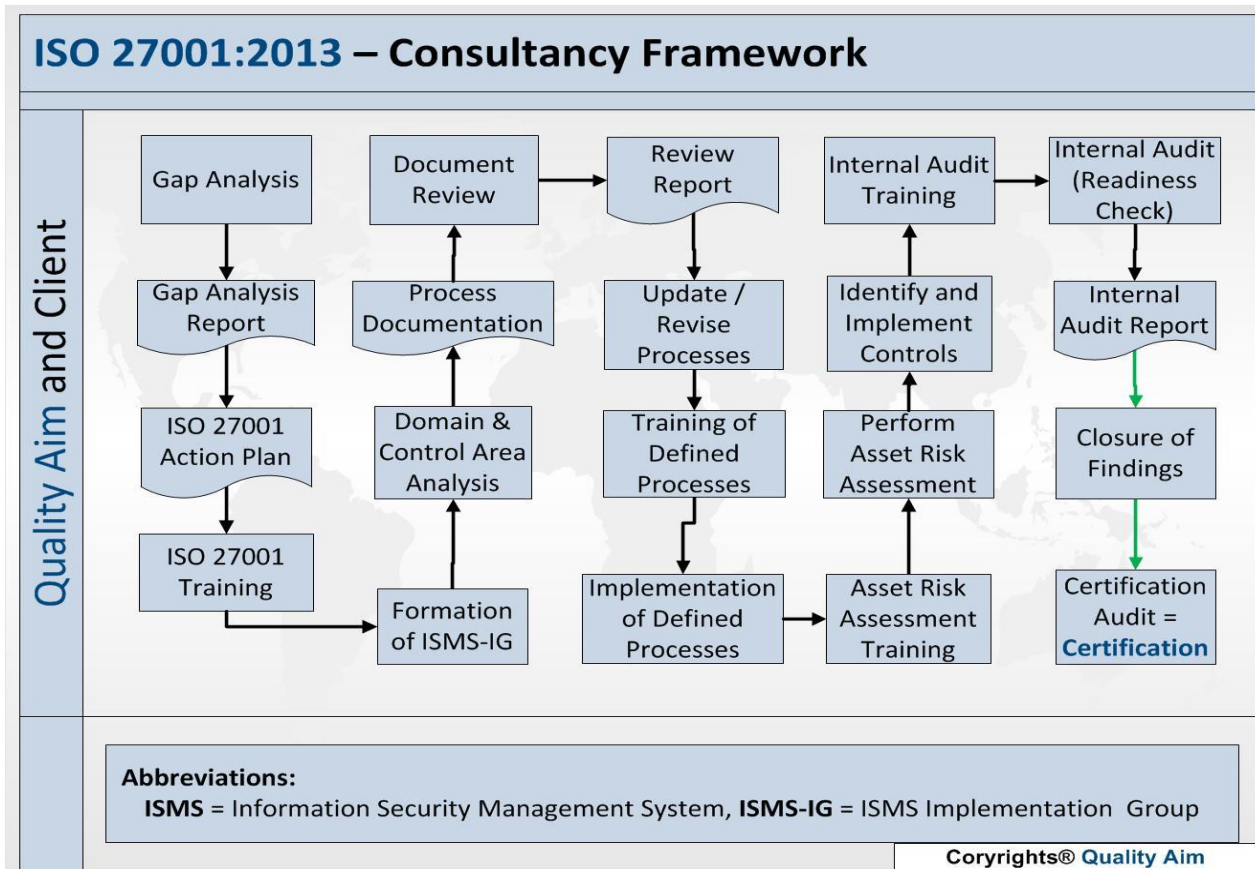 ISO 27001:2013 – Consultancy Framework
Quality Aim and Client
Gap Analysis
Gap Analysis
Report
ISO 27001
Action Plan
ISO 27001
Training
Formation
of ISMS-IG
Domain &
Control Area
Analysis
Process
Documentation
Document
Review
Review
Report
Update /
Revise
Processes
Training of
Defined
Processes
Implementation
of Defined
Processes
Asset Risk
Assessment
Training
Perform
Asset Risk
Assessment
Identify and
Implement
Controls
Internal Audit
Training
Internal Audit
(Readiness
Check)
Internal
Audit Report
Closure of
Findings
Certification
Audit =
Certification
Abbreviations:
ISMS = Information Security Management System, ISMS-IG = ISMS Implementation Group
Coryrights® Quality Aim